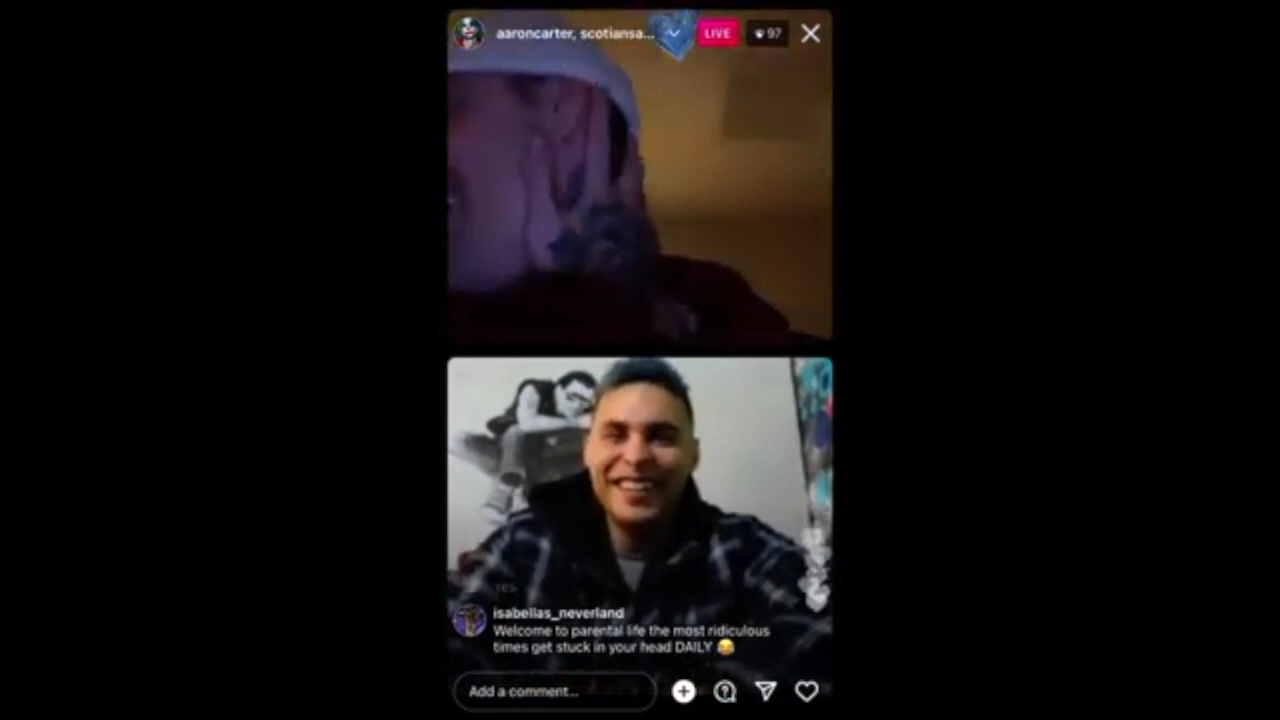 aaroncarter, scotiansa...
LIVE
97
isabellas_neverland
Welcome to parental life the most ridiculous
times get stuck in your head DAILY 😂
Add a comment...